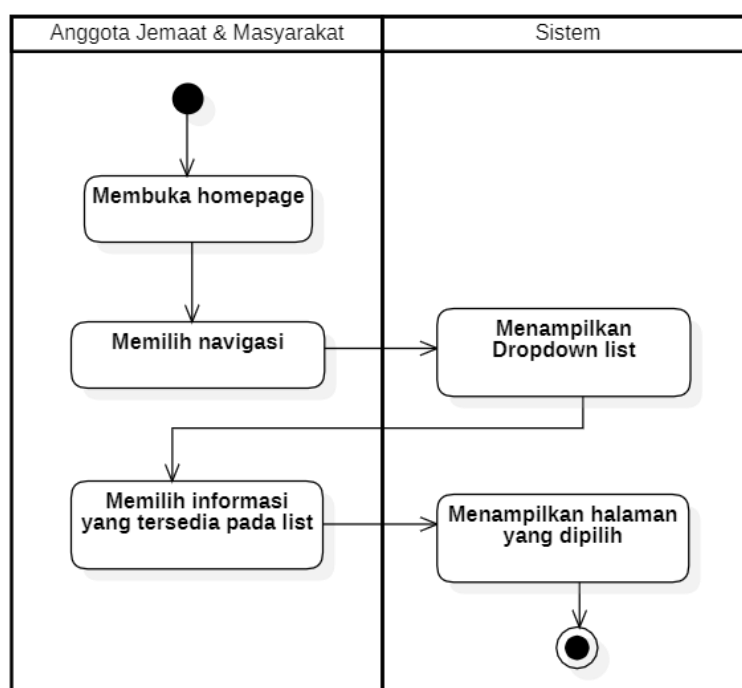 Anggota Jemaat & Masyarakat
Sistem
Membuka homepage
Memilih navigasi
Menampilkan
Dropdown list
Memilih informasi
yang tersedia pada list
Menampilkan halaman
yang dipilih